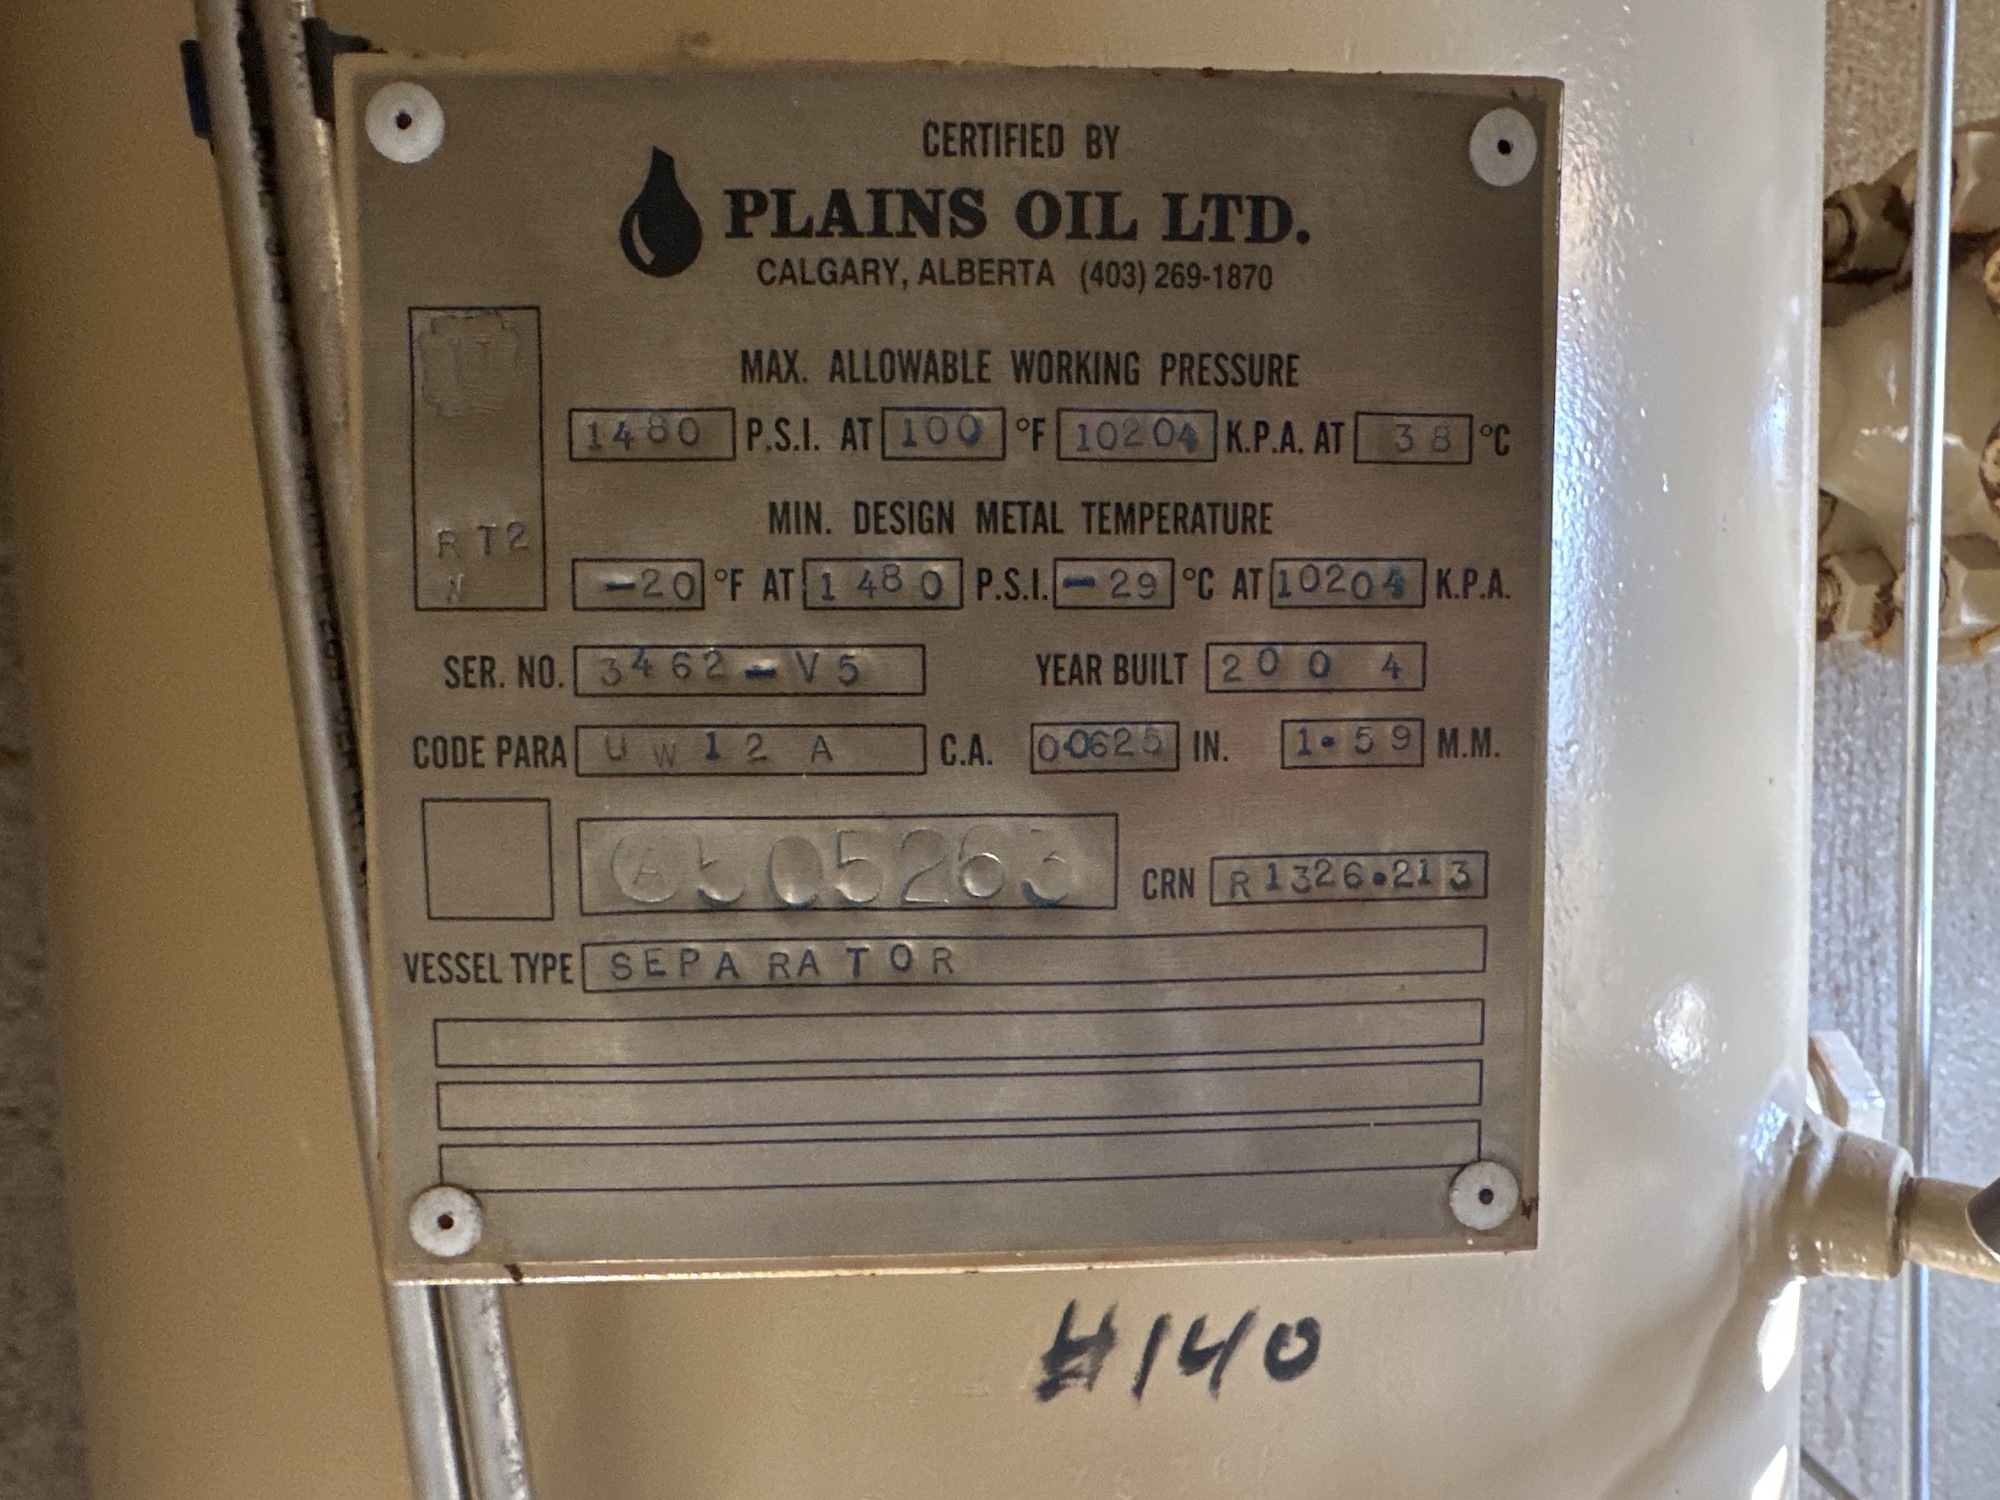 CERTIFIED BY
PLAINS OIL LTD.
CALGARY, ALBERTA (403) 269-1870
MAX. ALLOWABLE WORKING PRESSURE
1480 P.S.I. AT 100 °F 10204 K.P.A. AT 38 °C
MIN. DESIGN METAL TEMPERATURE
RT2
N
-20 °F AT 1480 P.S.I. -29 °C AT 10204 K.P.A.
SER. NO. 3462-V5 YEAR BUILT 2004
CODE PARA UW12A C.A. 0.0625 IN. 1.59 M.M.
A505263 CRN R1326.213
VESSEL TYPE SEPARATOR
#140